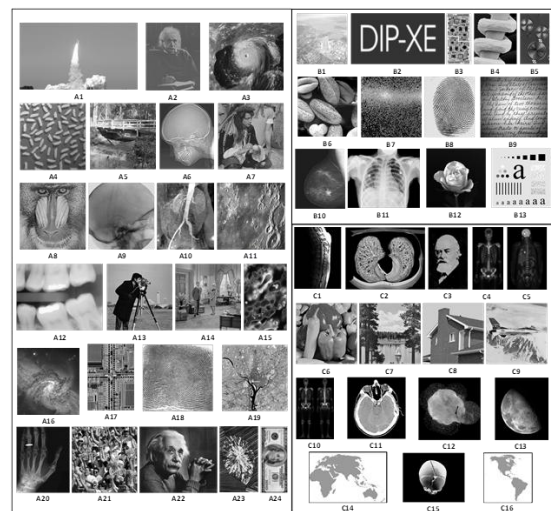 A1 A2 A3
A4 A5 A6 A7
A8 A9 A10 A11
A12 A13 A14 A15
A16 A17 A18 A19
A20 A21 A22 A23 A24
DIP-XE
B1 B2 B3 B4 B5
B6 B7 B8 B9
a
a a a a a a a
B10 B11 B12 B13
C1 C2 C3 C4 C5
C6 C7 C8 C9
C10 C11 C12 C13
C14 C15 C16